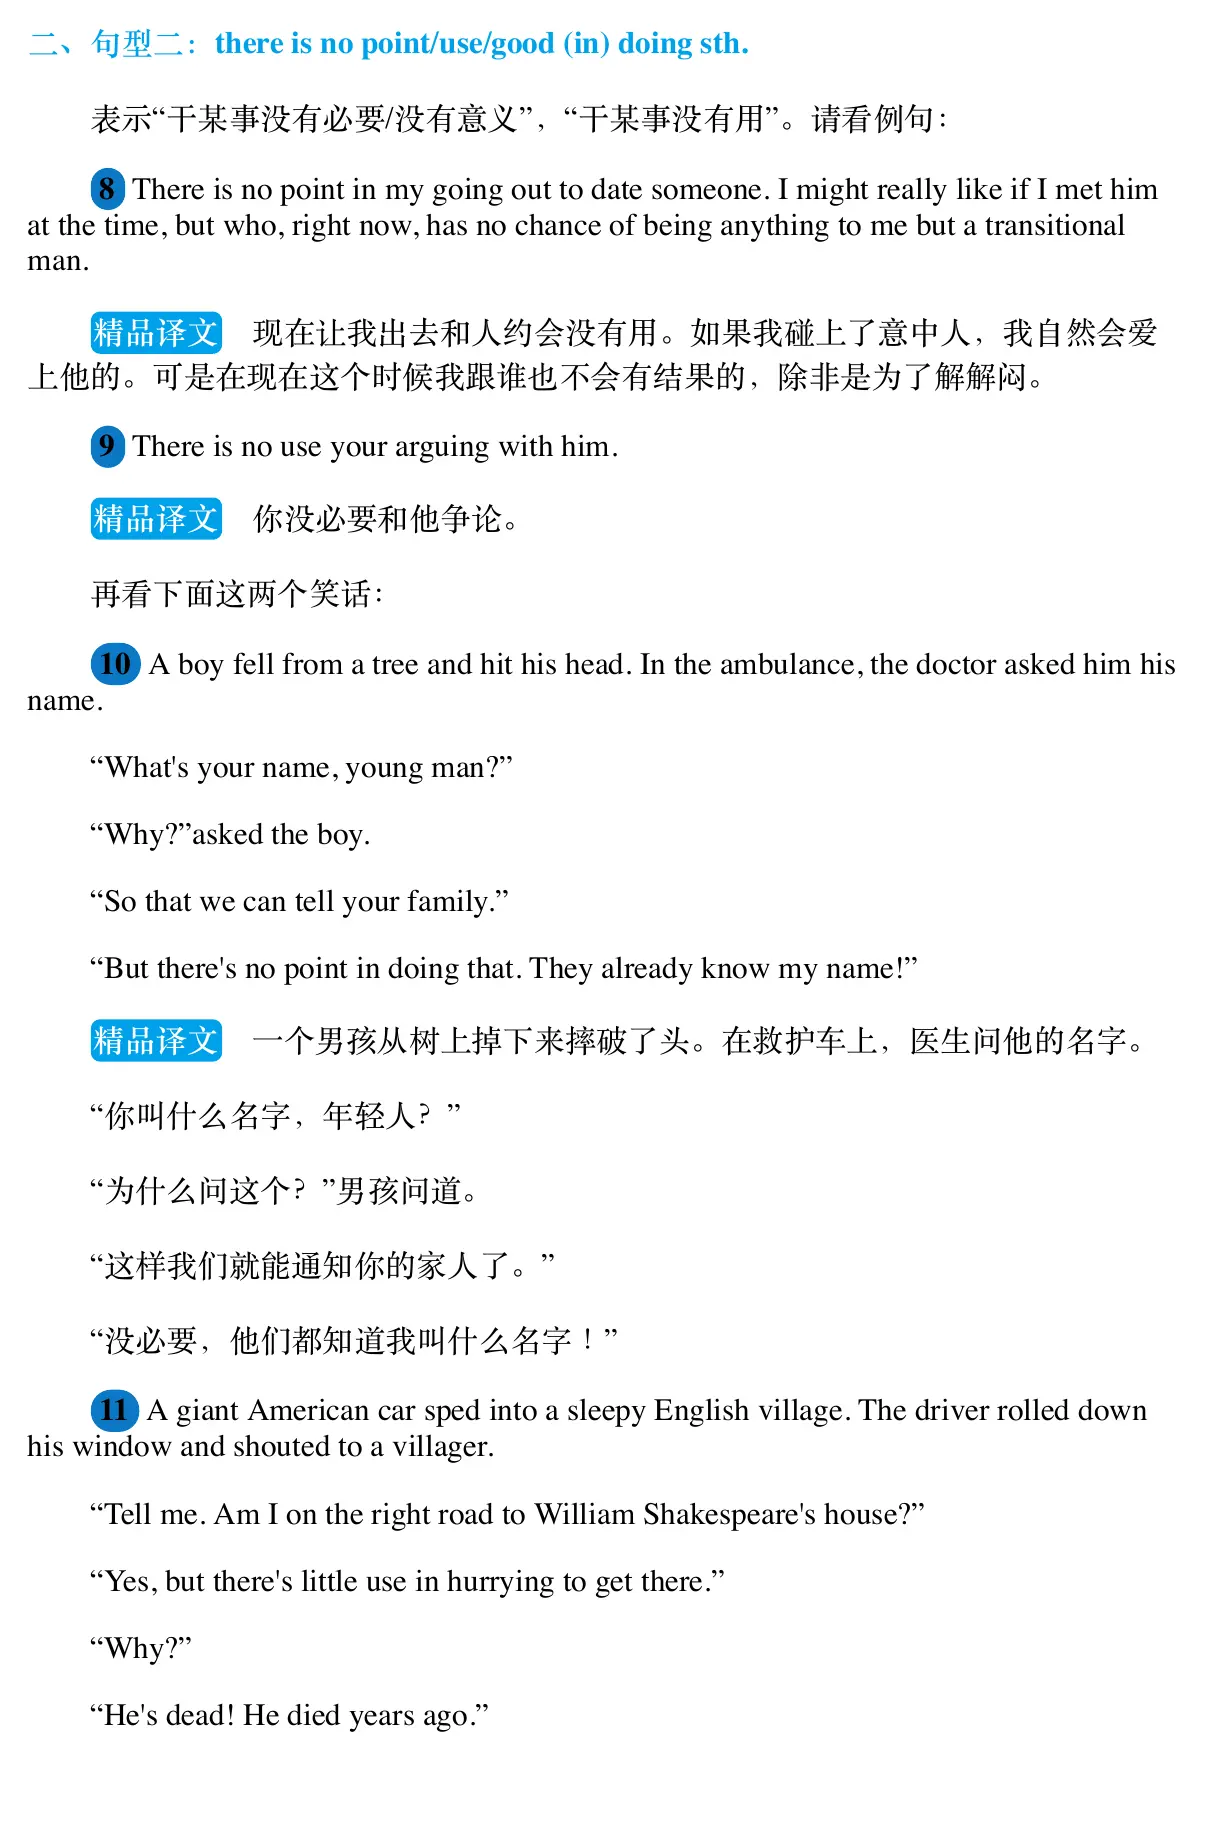 二、句型二：there is no point/use/good (in) doing sth.
表示“干某事没有必要/没有意义”，“干某事没有用”。请看例句：
8 There is no point in my going out to date someone. I might really like if I met him
at the time, but who, right now, has no chance of being anything to me but a transitional
man.
精品译文 现在让我出去和人约会没有用。如果我碰上了意中人，我自然会爱
上他的。可是在现在这个时候我跟谁也不会有结果的，除非是为了解解闷。
9 There is no use your arguing with him.
精品译文 你没必要和他争论。
再看下面这两个笑话：
10 A boy fell from a tree and hit his head. In the ambulance, the doctor asked him his
name.
“What's your name, young man?”
“Why?”asked the boy.
“So that we can tell your family.”
“But there's no point in doing that. They already know my name!”
精品译文 一个男孩从树上掉下来摔破了头。在救护车上，医生问他的名字。
“你叫什么名字，年轻人？”
“为什么问这个？”男孩问道。
“这样我们就能通知你的家人了。”
“没必要，他们都知道我叫什么名字！”
11 A giant American car sped into a sleepy English village. The driver rolled down
his window and shouted to a villager.
“Tell me. Am I on the right road to William Shakespeare's house?”
“Yes, but there's little use in hurrying to get there.”
“Why?”
“He's dead! He died years ago.”